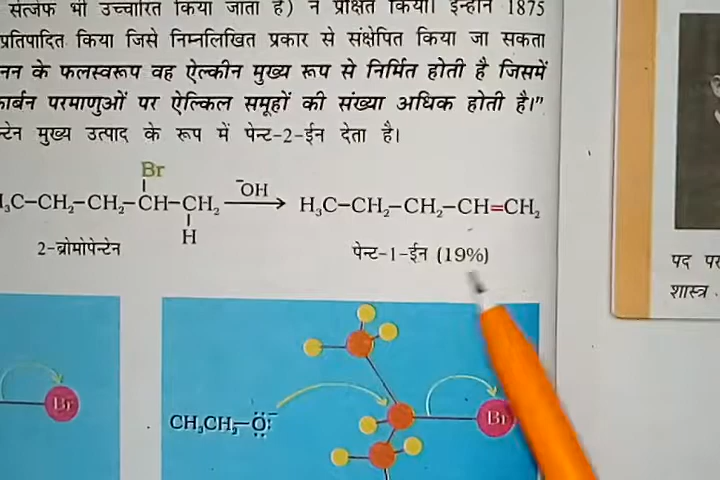 सेत्जेफ भी उच्चारित किया जाता है) ने प्रेक्षित किया। इन्होंने 1875
प्रतिपादित किया जिसे निम्नलिखित प्रकार से संक्षेपित किया जा सकता
के फलस्वरूप वह ऐल्कीन मुख्य रूप से निर्मित होती है जिसमें
कार्बन परमाणुओं पर ऐल्किल समूहों की संख्या अधिक होती है।”
मुख्य उत्पाद के रूप में पेन्ट-2-ईन देता है।
Br
H₃C–CH₂–CH₂–CH–CH₂ ⁻OH → H₃C–CH₂–CH₂–CH=CH₂
H
2-ब्रोमोपेन्टेन पेन्ट-1-ईन (19%)
पद
शास्त्र
Br
CH₃CH₂–Ö:⁻
Br